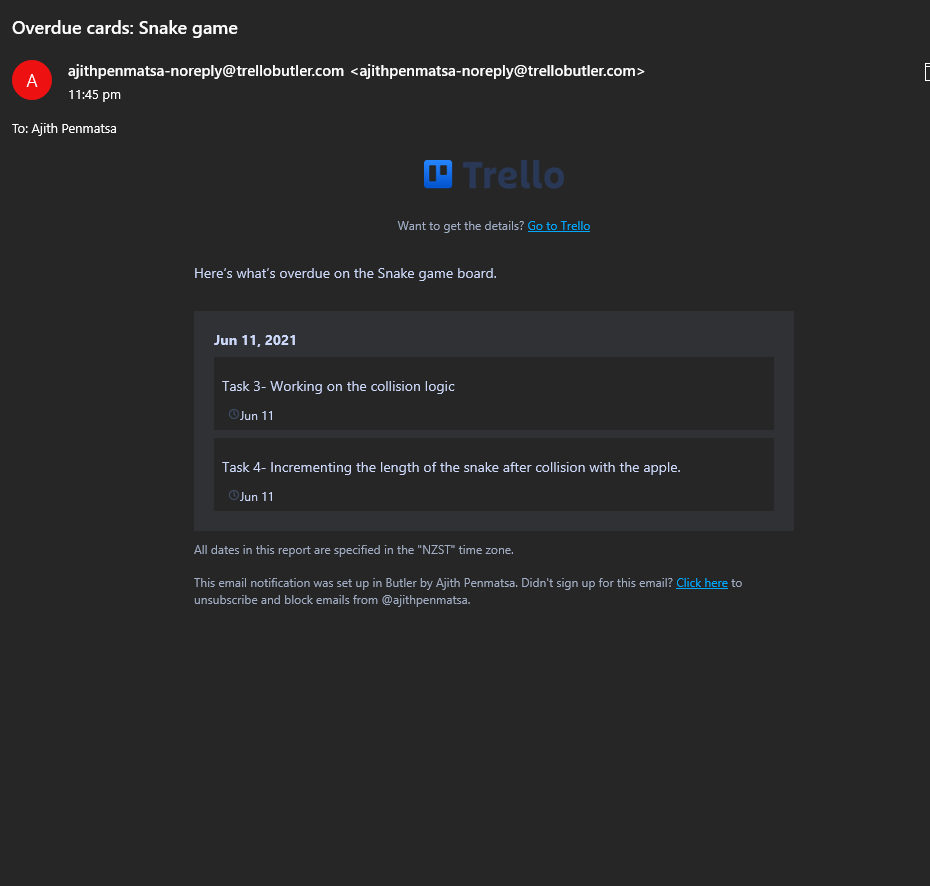 Overdue cards: Snake game
A
ajithpenmatsa-noreply@trellobutler.com <ajithpenmatsa-noreply@trellobutler.com>
11:45 pm
To: Ajith Penmatsa
Trello
Want to get the details? Go to Trello
Here's what's overdue on the Snake game board.
Jun 11, 2021
Task 3- Working on the collision logic
Jun 11
Task 4- Incrementing the length of the snake after collision with the apple.
Jun 11
All dates in this report are specified in the "NZST" time zone.
This email notification was set up in Butler by Ajith Penmatsa. Didn't sign up for this email? Click here to
unsubscribe and block emails from @ajithpenmatsa.